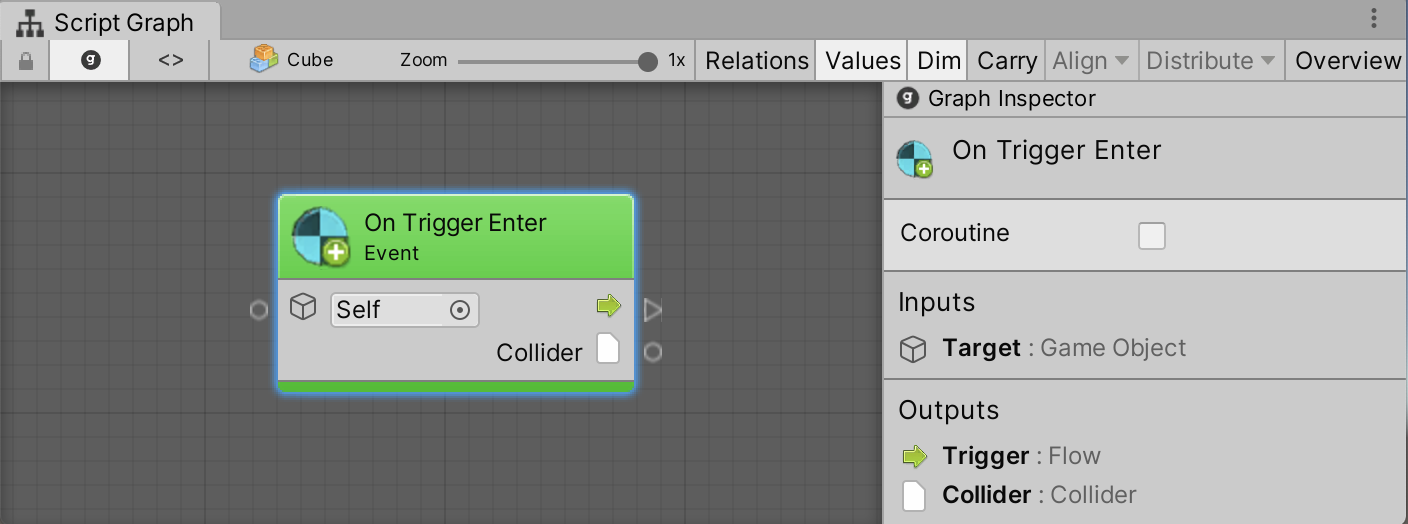 Script Graph
g <> Cube Zoom 1x Relations Values Dim Carry Align Distribute Overview
g Graph Inspector
On Trigger Enter
Coroutine
Inputs
Target : Game Object
Outputs
Trigger : Flow
Collider : Collider
On Trigger Enter
Event
Self
Collider